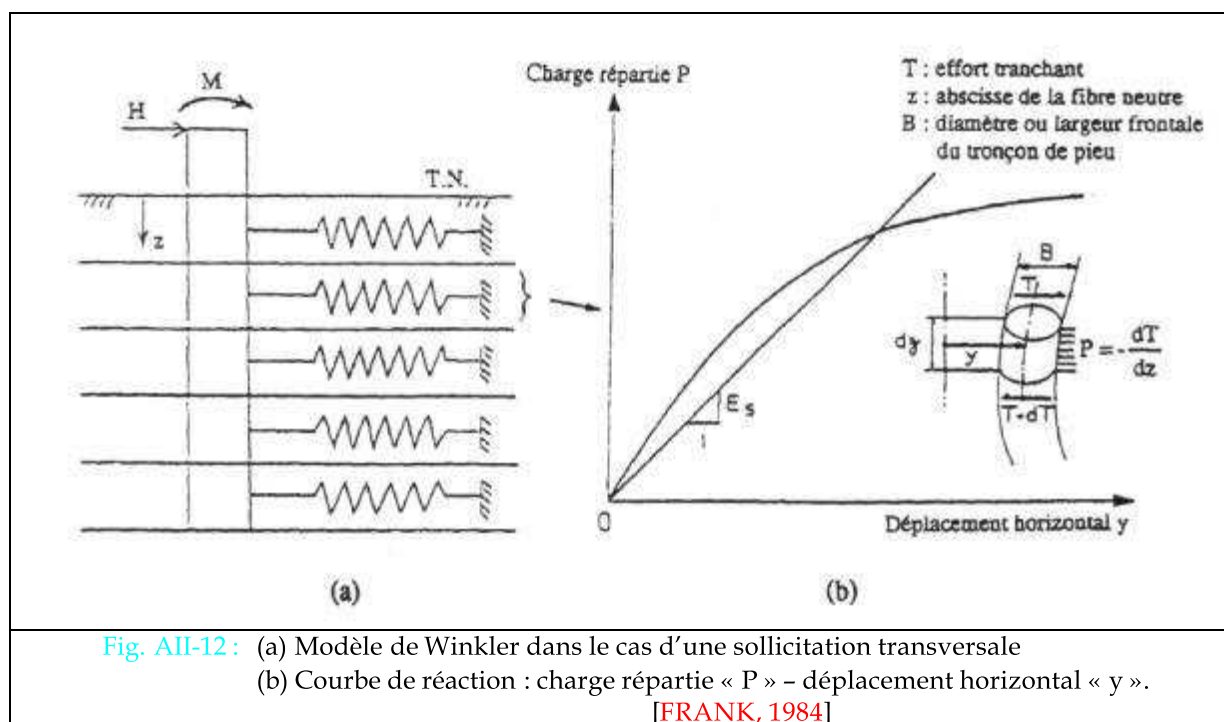 M
H
T.N.
z
(a)
Charge répartie P
T : effort tranchant
z : abscisse de la fibre neutre
B : diamètre ou largeur frontale
du tronçon de pieu
B
T
dz
y
P = - dT
dz
T+dT
E s
1
O
Déplacement horizontal y
(b)
Fig. AII-12 : (a) Modèle de Winkler dans le cas d’une sollicitation transversale
(b) Courbe de réaction : charge répartie « P » – déplacement horizontal « y ».
[FRANK, 1984]